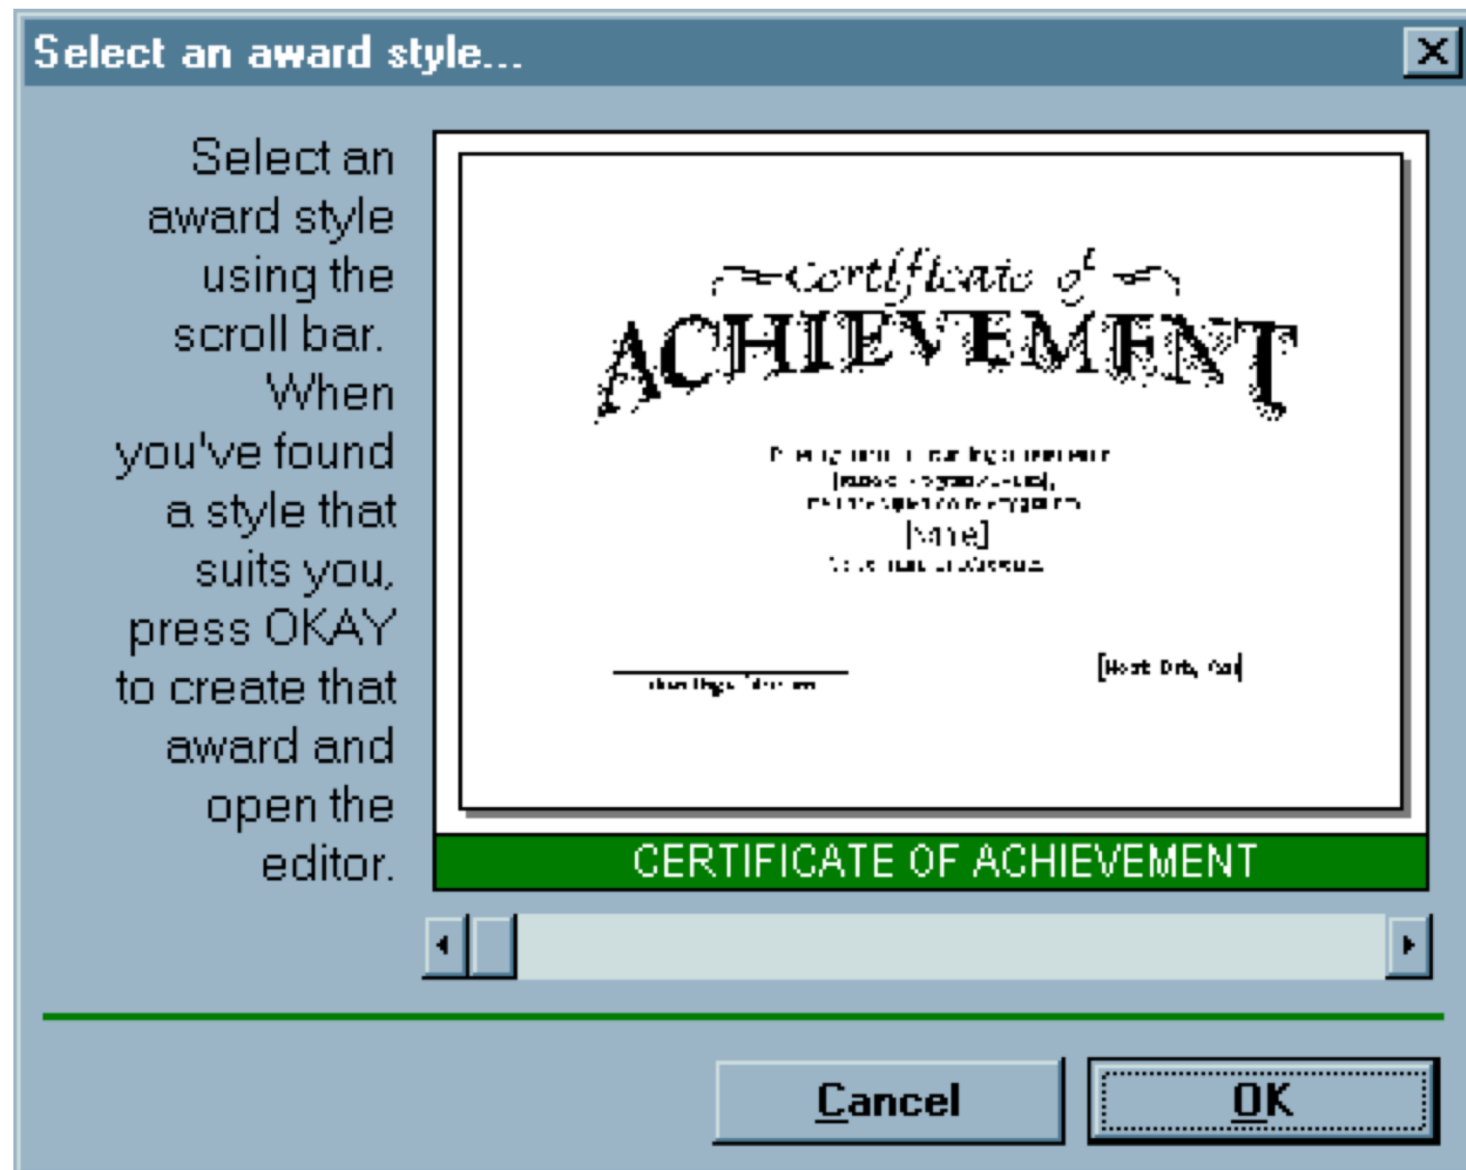 Select an award style...
Select an
award style
using the
scroll bar.
When
you've found
a style that
suits you,
press OKAY
to create that
award and
open the
editor.
Certificate of
ACHIEVEMENT
CERTIFICATE OF ACHIEVEMENT
Cancel
OK